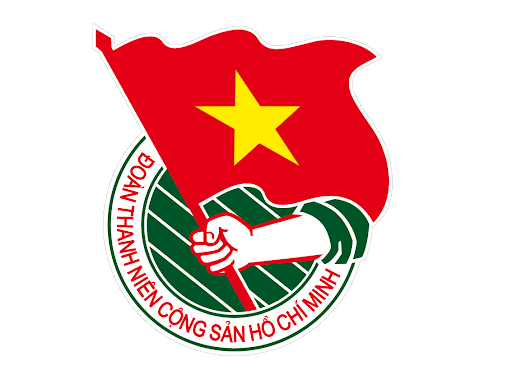 ĐOÀN THANH NIÊN CỘNG SẢN HỒ CHÍ MINH